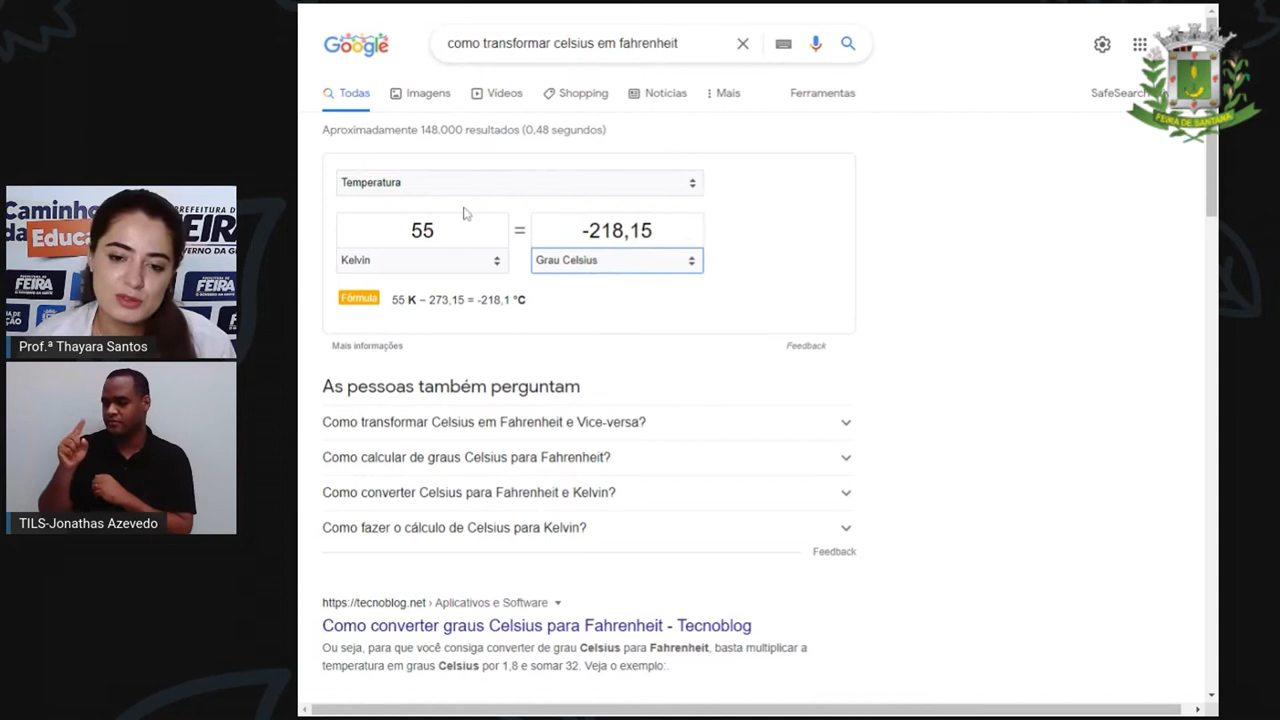 Google
como transformar celsius em fahrenheit
Todas
Imagens
Vídeos
Shopping
Notícias
Mais
Ferramentas
SafeSearch
FEIRA DE SANTANA
Aproximadamente 148.000 resultados (0,48 segundos)
Temperatura
55 = -218,15
Kelvin
Grau Celsius
Fórmula 55 K – 273,15 = -218,1 °C
Mais informações
Feedback
As pessoas também perguntam
Como transformar Celsius em Fahrenheit e Vice-versa?
Como calcular de graus Celsius para Fahrenheit?
Como converter Celsius para Fahrenheit e Kelvin?
Como fazer o cálculo de Celsius para Kelvin?
Feedback
https://tecnoblog.net › Aplicativos e Software
Como converter graus Celsius para Fahrenheit - Tecnoblog
Ou seja, para que você consiga converter de grau Celsius para Fahrenheit, basta multiplicar a
temperatura em graus Celsius por 1,8 e somar 32. Veja o exemplo:.
Caminho
da Educa
PREFEITURA D
FEIRA
Prof.ª Thayara Santos
TILS-Jonathas Azevedo